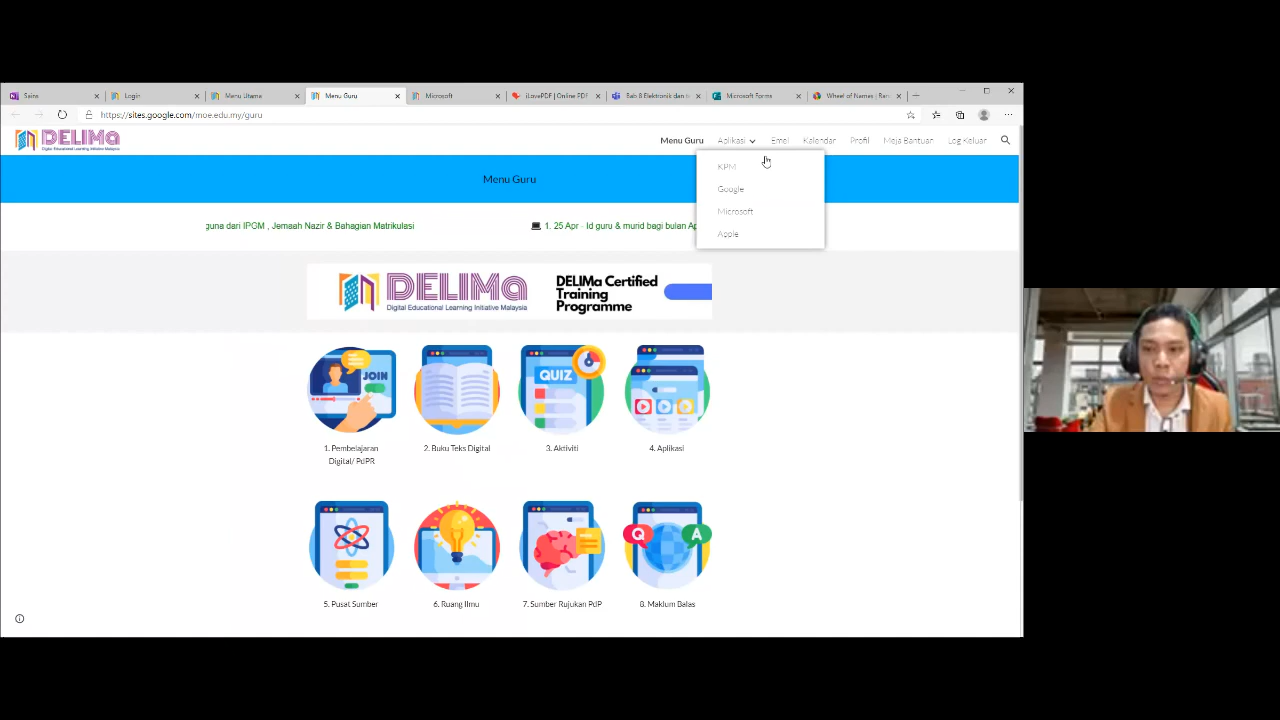 Sains
Login
Menu Utama
Menu Guru
Microsoft
iLovePDF | Online PDF
Bab 8 Elektronik dan t
Microsoft Forms
Wheel of Names | Ran
https://sites.google.com/moe.edu.my/guru
DELIMa
Digital Educational Learning Initiative Malaysia
Menu Guru
Aplikasi
Emel
Kalendar
Profil
Meja Bantuan
Log Keluar
KPM
Google
Microsoft
Apple
Menu Guru
guna dari IPGM , Jemaah Nazir & Bahagian Matrikulasi
1. 25 Apr - Id guru & murid bagi bulan Ap
DELIMa
Digital Educational Learning Initiative Malaysia
DELIMa Certified
Training
Programme
JOIN
QUIZ
1. Pembelajaran
Digital/ PdPR
2. Buku Teks Digital
3. Aktiviti
4. Aplikasi
Q
A
5. Pusat Sumber
6. Ruang Ilmu
7. Sumber Rujukan PdP
8. Maklum Balas